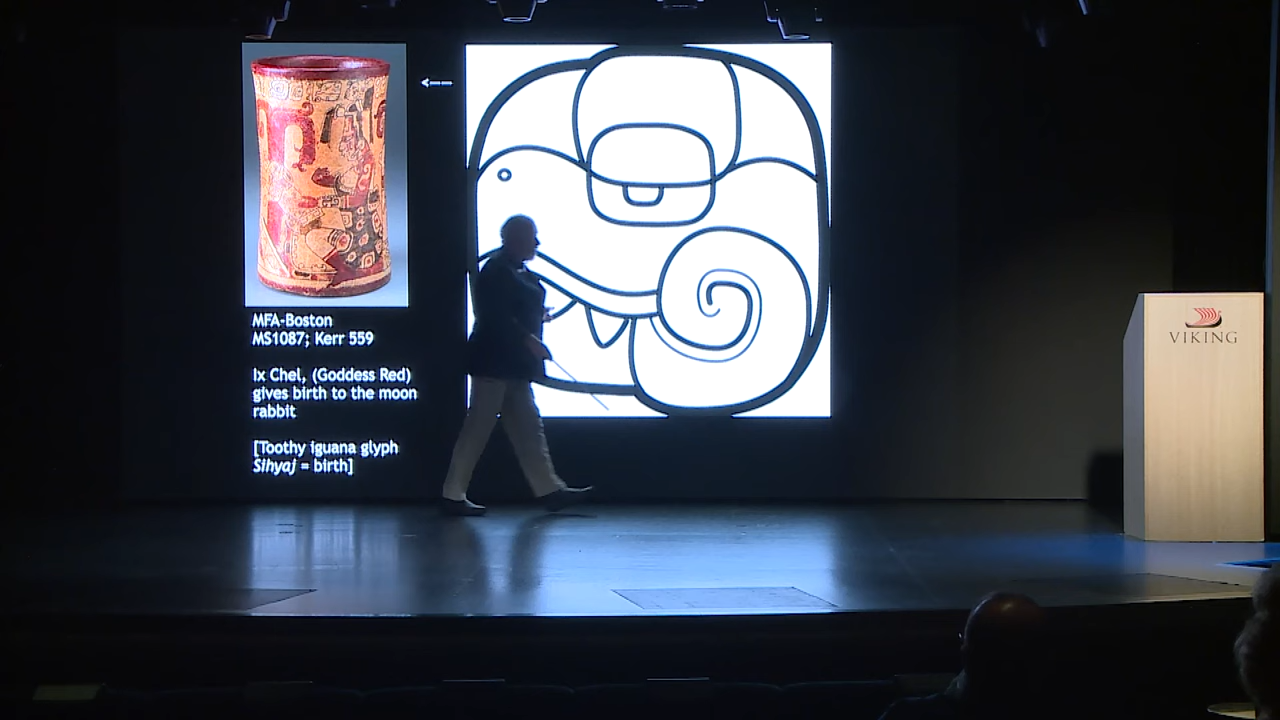 MFA-Boston
MS1087; Kerr 559
Ix Chel, (Goddess Red)
gives birth to the moon
rabbit
[Toothy iguana glyph
Sihyaj = birth]
VIKING